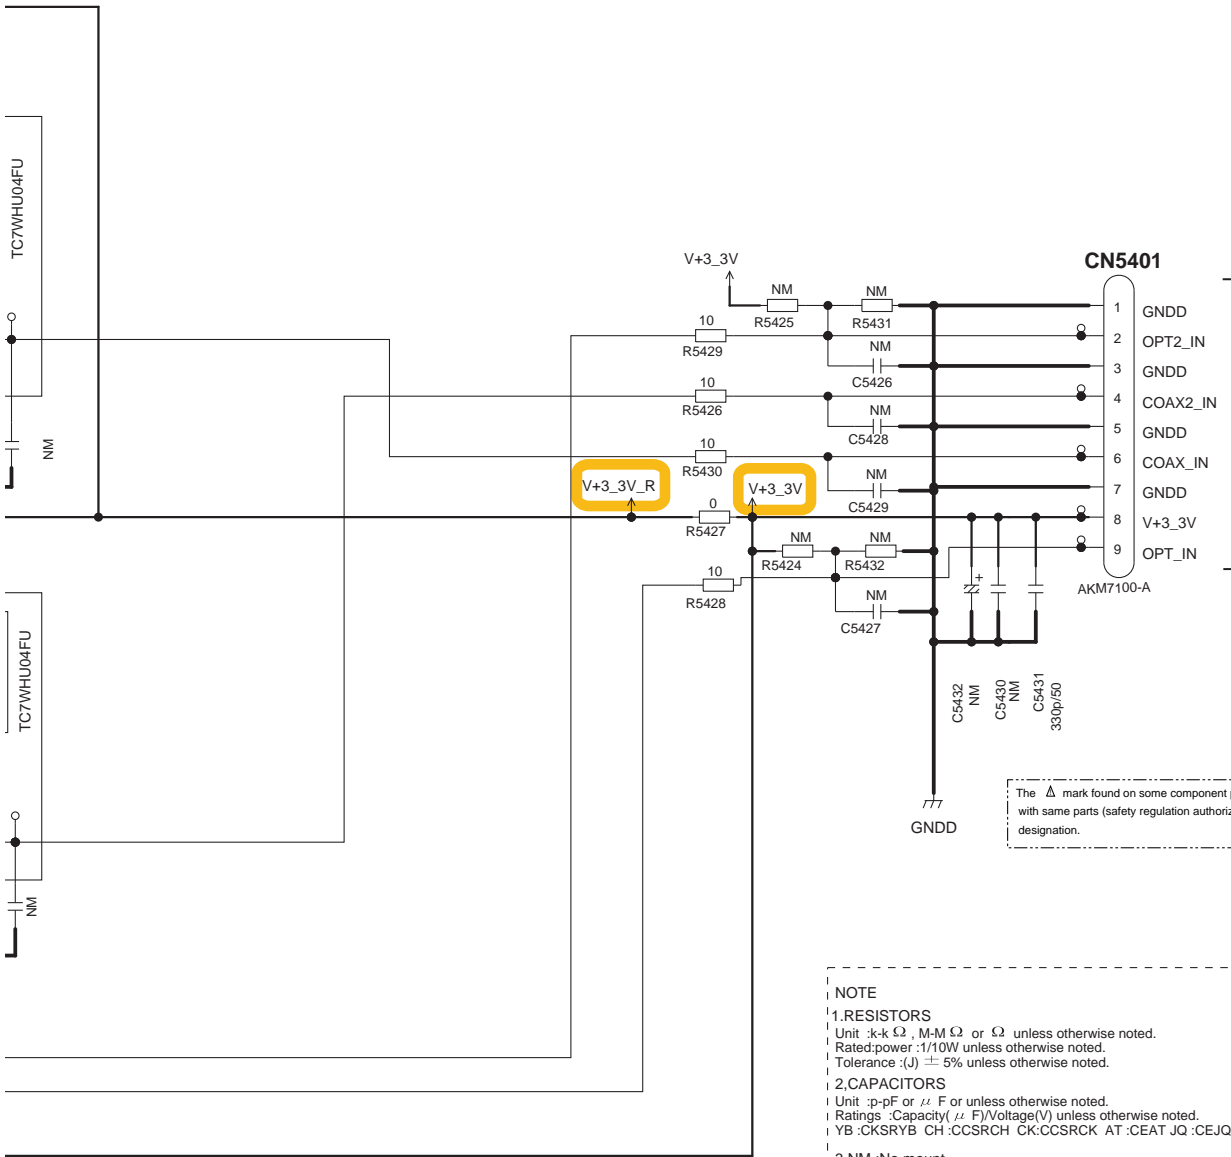 TC7WHU04FU
NM
TC7WHU04FU
NM
V+3_3V
NM
R5425
NM
R5431
10
R5429
NM
C5426
10
R5426
NM
C5428
10
R5430
NM
C5429
V+3_3V_R
V+3_3V
0
R5427
NM
R5424
NM
R5432
10
R5428
NM
C5427
CN5401
1 GNDD
2 OPT2_IN
3 GNDD
4 COAX2_IN
5 GNDD
6 COAX_IN
7 GNDD
8 V+3_3V
9 OPT_IN
AKM7100-A
+
C5432
NM
C5430
NM
C5431
330p/50
GNDD
The ⚠ mark found on some component
with same parts (safety regulation authoriz
designation.
NOTE
1.RESISTORS
Unit :k-k Ω , M-M Ω or Ω unless otherwise noted.
Rated:power :1/10W unless otherwise noted.
Tolerance :(J) ± 5% unless otherwise noted.
2,CAPACITORS
Unit :p-pF or μ F or unless otherwise noted.
Ratings :Capacity( μ F)/Voltage(V) unless otherwise noted.
YB :CKSRYB CH :CCSRCH CK:CCSRCK AT :CEAT JQ :CEJQ
3.NM :No mount